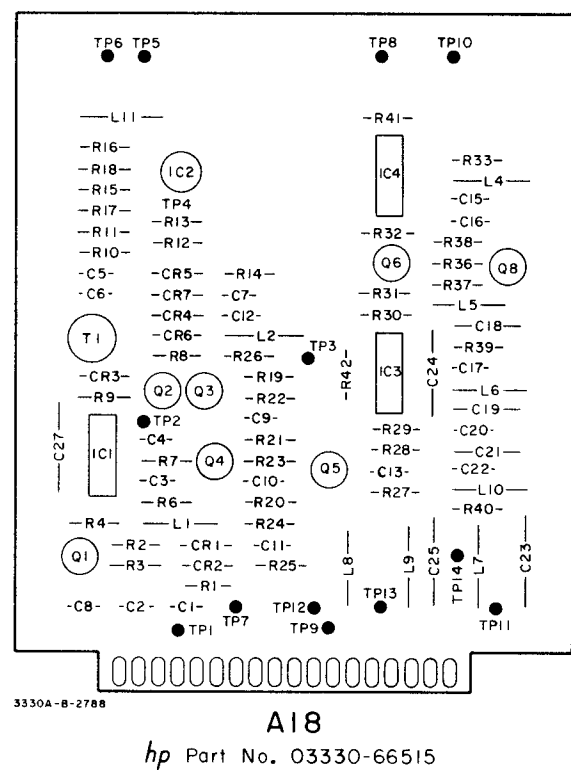 TP6 TP5 TP8 TP10
L11 R41
R16 R33
R18 IC2 IC4 L4
R15 C15
R17 TP4 C16
R13
R11 R12 R32 R38
R10 Q6 R36 Q8
C5 CR5 R14 R37
C6 CR7 C7 R31 L5
CR4 C12 R30 C18
T1 CR6 L2 TP3 R39
R8 R26 R42 IC3 C24 C17
CR3 Q2 Q3 R19 L6
R9 R22 C19
TP2 C9 R29 C20
C27 IC1 C4 R21 R28 C21
R7 Q4 R23 Q5 C13 C22
C3 C10 R27 L10
R6 R20 R40
R4 L1 R24
Q1 R2 CR1 C11 L8 L9 C25 TP14 L7 C23
R3 CR2 R25
R1
C8 C2 C1 TP7 TP12 TP13 TP11
TP1 TP9
3330A-B-2788
A18
hp Part No. 03330-66515